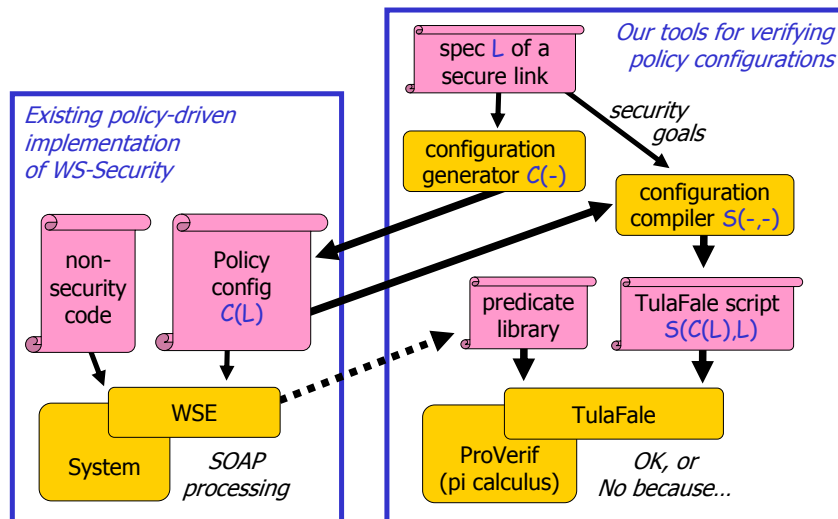 Our tools for verifying
policy configurations
spec L of a
secure link
security
goals
Existing policy-driven
implementation
of WS-Security
configuration
generator C(-)
configuration
compiler S(-,-)
non-
security
code
Policy
config
C(L)
predicate
library
TulaFale script
S(C(L),L)
WSE
TulaFale
System
SOAP
processing
ProVerif
(pi calculus)
OK, or
No because...